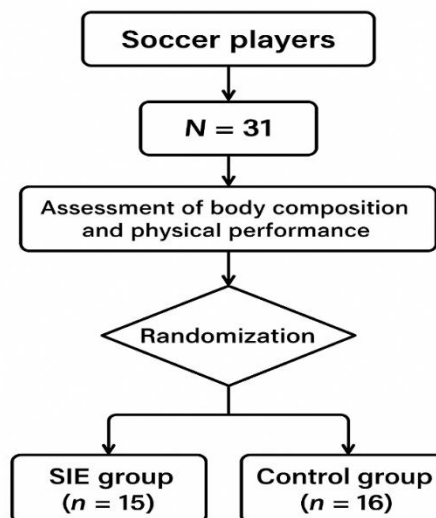 Soccer players
N = 31
Assessment of body composition
and physical performance
Randomization
SIE group
(n = 15)
Control group
(n = 16)